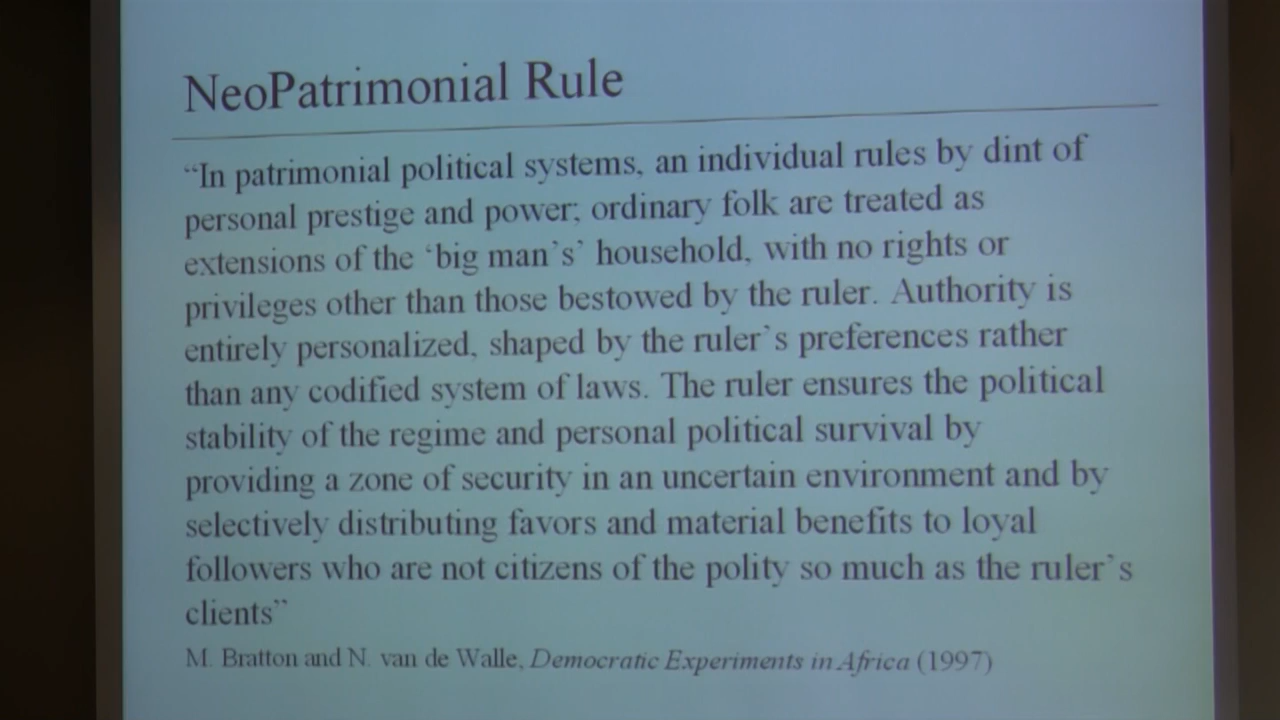 NeoPatrimonial Rule
“In patrimonial political systems, an individual rules by dint of
personal prestige and power; ordinary folk are treated as
extensions of the ‘big man’s’ household, with no rights or
privileges other than those bestowed by the ruler. Authority is
entirely personalized, shaped by the ruler’s preferences rather
than any codified system of laws. The ruler ensures the political
stability of the regime and personal political survival by
providing a zone of security in an uncertain environment and by
selectively distributing favors and material benefits to loyal
followers who are not citizens of the polity so much as the ruler’s
clients”
M. Bratton and N. van de Walle, Democratic Experiments in Africa (1997)